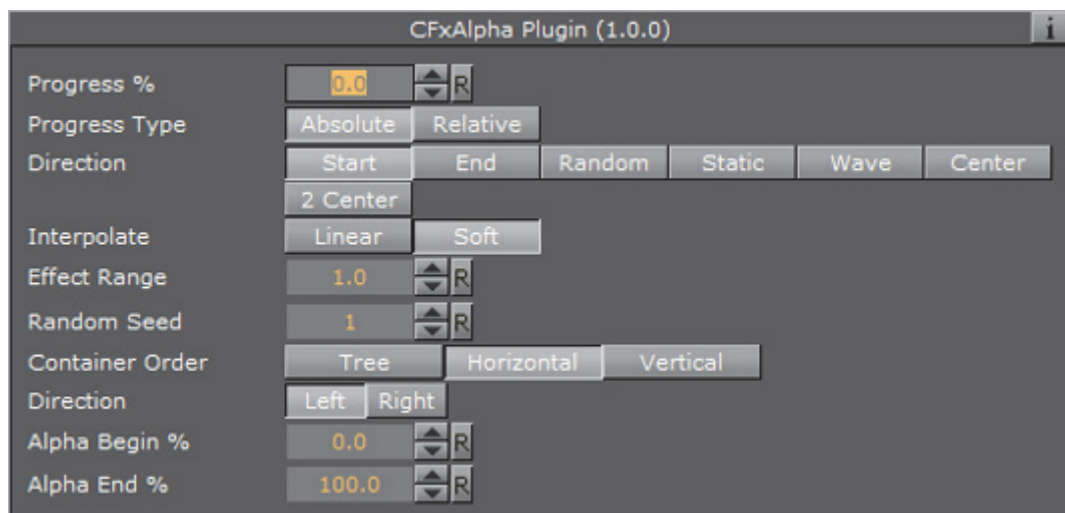 CFxAlpha Plugin (1.0.0) i
Progress % 0.0 R
Progress Type Absolute Relative
Direction Start End Random Static Wave Center
2 Center
Interpolate Linear Soft
Effect Range 1.0 R
Random Seed 1 R
Container Order Tree Horizontal Vertical
Direction Left Right
Alpha Begin % 0.0 R
Alpha End % 100.0 R